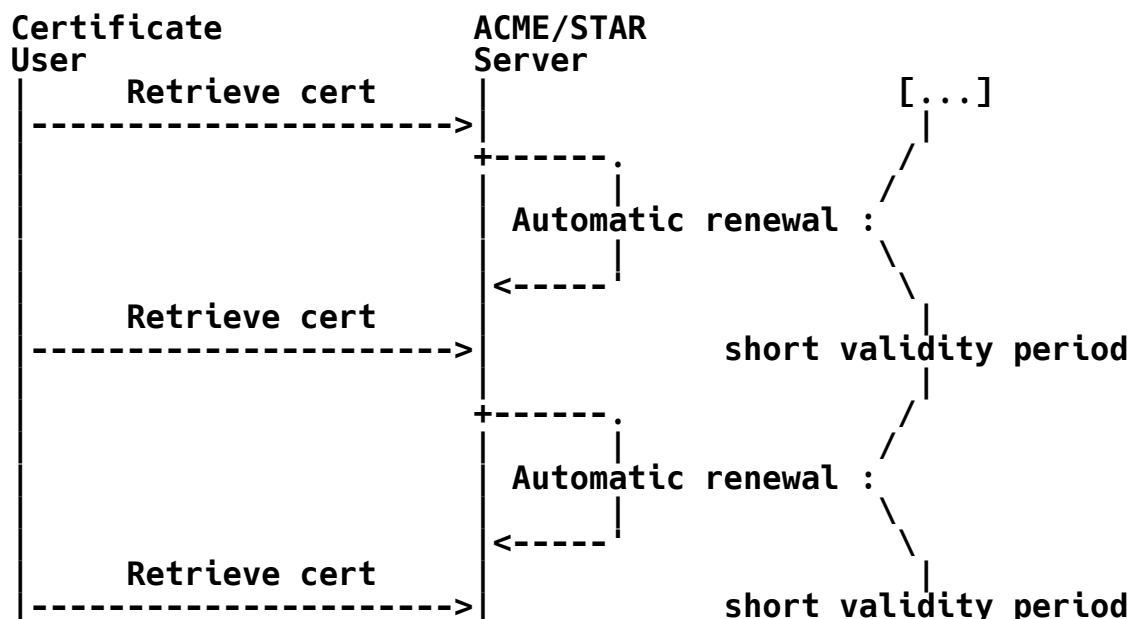 Certificate ACME/STAR
User Server
Retrieve cert [...]
Automatic renewal :
Retrieve cert
short validity period
Automatic renewal :
Retrieve cert
short validity period